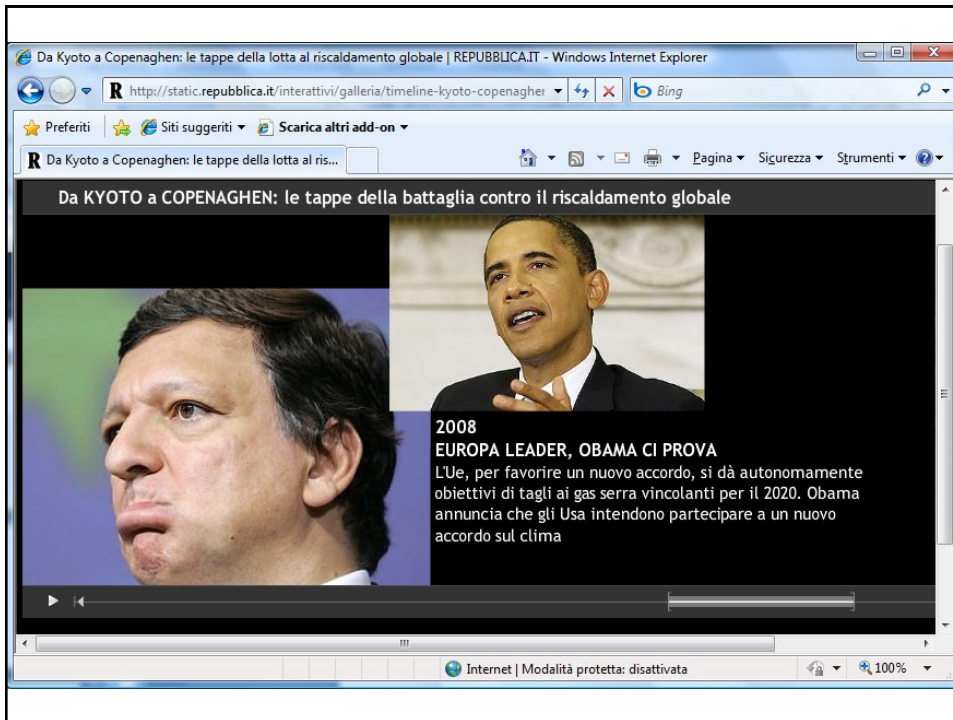 Da Kyoto a Copenaghen: le tappe della lotta al riscaldamento globale | REPUBBLICA.IT - Windows Internet Explorer
R http://static.repubblica.it/interattivi/galleria/timeline-kyoto-copenagher
Bing
Preferiti Siti suggeriti Scarica altri add-on
R Da Kyoto a Copenaghen: le tappe della lotta al ris... Pagina Sicurezza Strumenti
Da KYOTO a COPENAGHEN: le tappe della battaglia contro il riscaldamento globale
2008
EUROPA LEADER, OBAMA CI PROVA
L'Ue, per favorire un nuovo accordo, si dà autonomamente
obiettivi di tagli ai gas serra vincolanti per il 2020. Obama
annuncia che gli Usa intendono partecipare a un nuovo
accordo sul clima
Internet | Modalità protetta: disattivata 100%